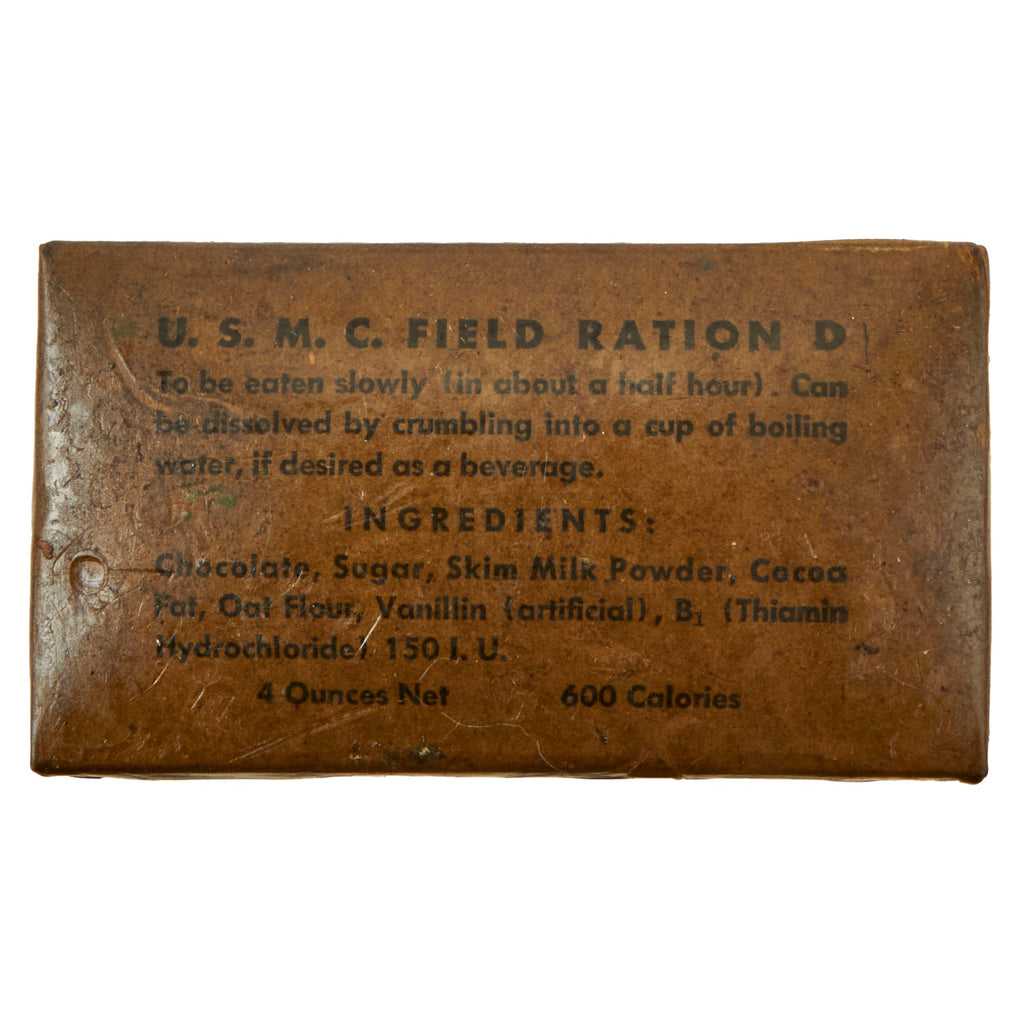 U. S. M. C. FIELD RATION D
To be eaten slowly (in about a half hour). Can
be dissolved by crumbling into a cup of boiling
water, if desired as a beverage.
INGREDIENTS:
Chocolate, Sugar, Skim Milk Powder, Cocoa
Fat, Oat Flour, Vanillin (artificial), B₁ (Thiamin
Hydrochloride) 150 I. U.
4 Ounces Net 600 Calories